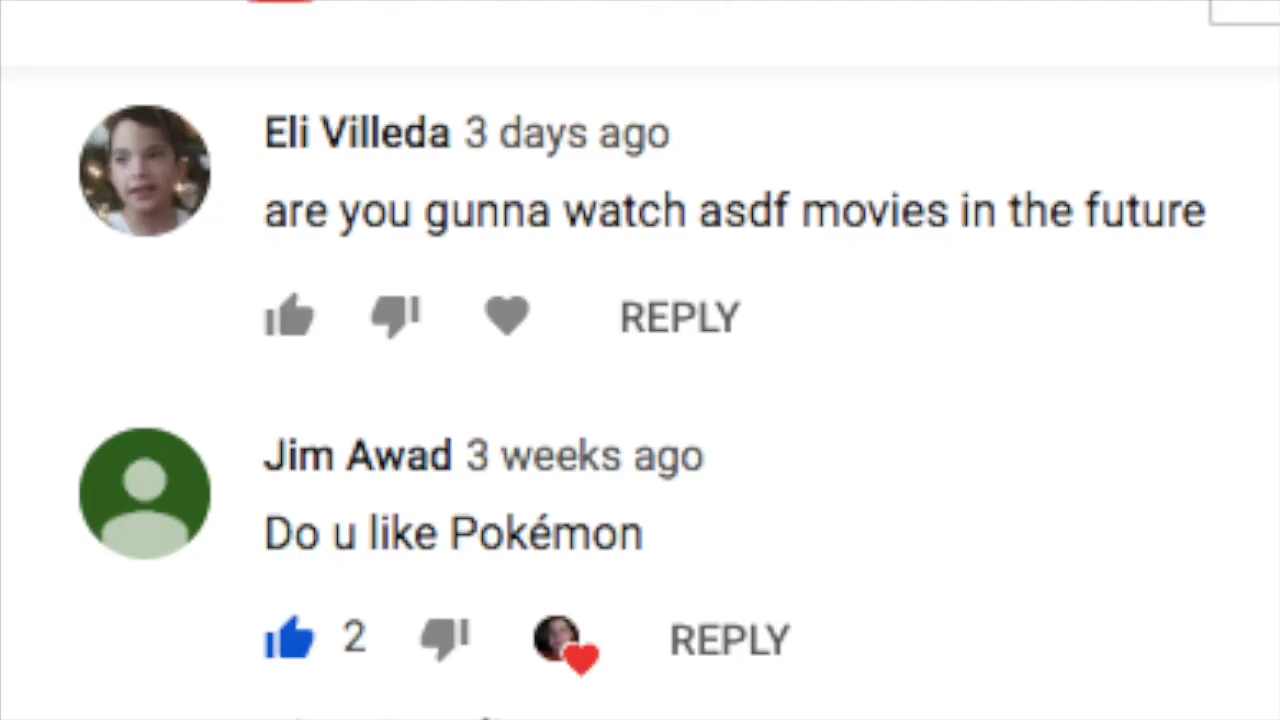 Eli Villeda 3 days ago
are you gunna watch asdf movies in the future
REPLY
Jim Awad 3 weeks ago
Do u like Pokémon
2 REPLY